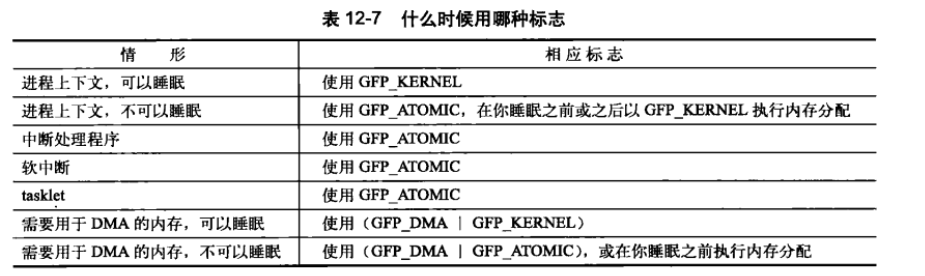 表 12-7 什么时候用哪种标志
情 形 相应标志
进程上下文，可以睡眠 使用 GFP_KERNEL
进程上下文，不可以睡眠 使用 GFP_ATOMIC，在你睡眠之前或之后以 GFP_KERNEL 执行内存分配
中断处理程序 使用 GFP_ATOMIC
软中断 使用 GFP_ATOMIC
tasklet 使用 GFP_ATOMIC
需要用于 DMA 的内存，可以睡眠 使用（GFP_DMA | GFP_KERNEL）
需要用于 DMA 的内存，不可以睡眠 使用（GFP_DMA | GFP_ATOMIC），或在你睡眠之前执行内存分配